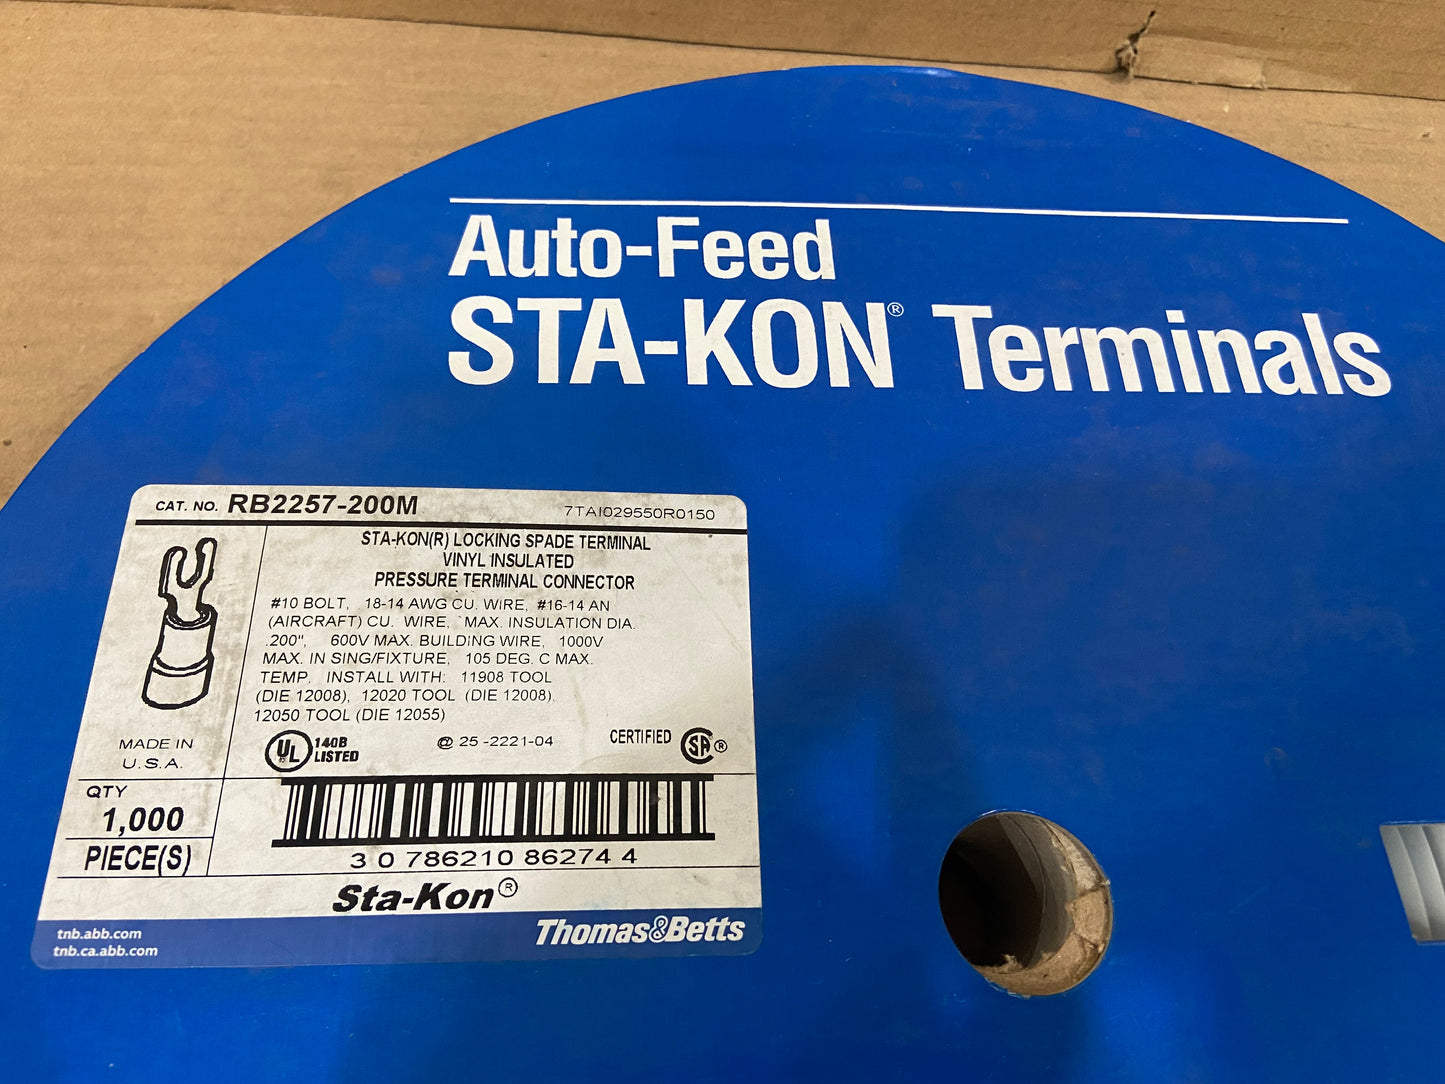 Auto-Feed
STA-KON® Terminals
CAT. NO. RB2257-200M 7TAI029550R0150
STA-KON(R) LOCKING SPADE TERMINAL
VINYL INSULATED
PRESSURE TERMINAL CONNECTOR
#10 BOLT, 18-14 AWG CU. WIRE, #16-14 AN
(AIRCRAFT) CU. WIRE, MAX. INSULATION DIA.
.200", 600V MAX. BUILDING WIRE, 1000V
MAX. IN SING/FIXTURE, 105 DEG. C MAX.
TEMP. INSTALL WITH: 11908 TOOL
(DIE 12008), 12020 TOOL (DIE 12008),
12050 TOOL (DIE 12055)
MADE IN
U.S.A.
UL® 140B
LISTED
@ 25-2221-04
CERTIFIED SA®
QTY
1,000
PIECE(S)
3 0 786210 86274 4
Sta-Kon®
tnb.abb.com
tnb.ca.abb.com
Thomas&Betts